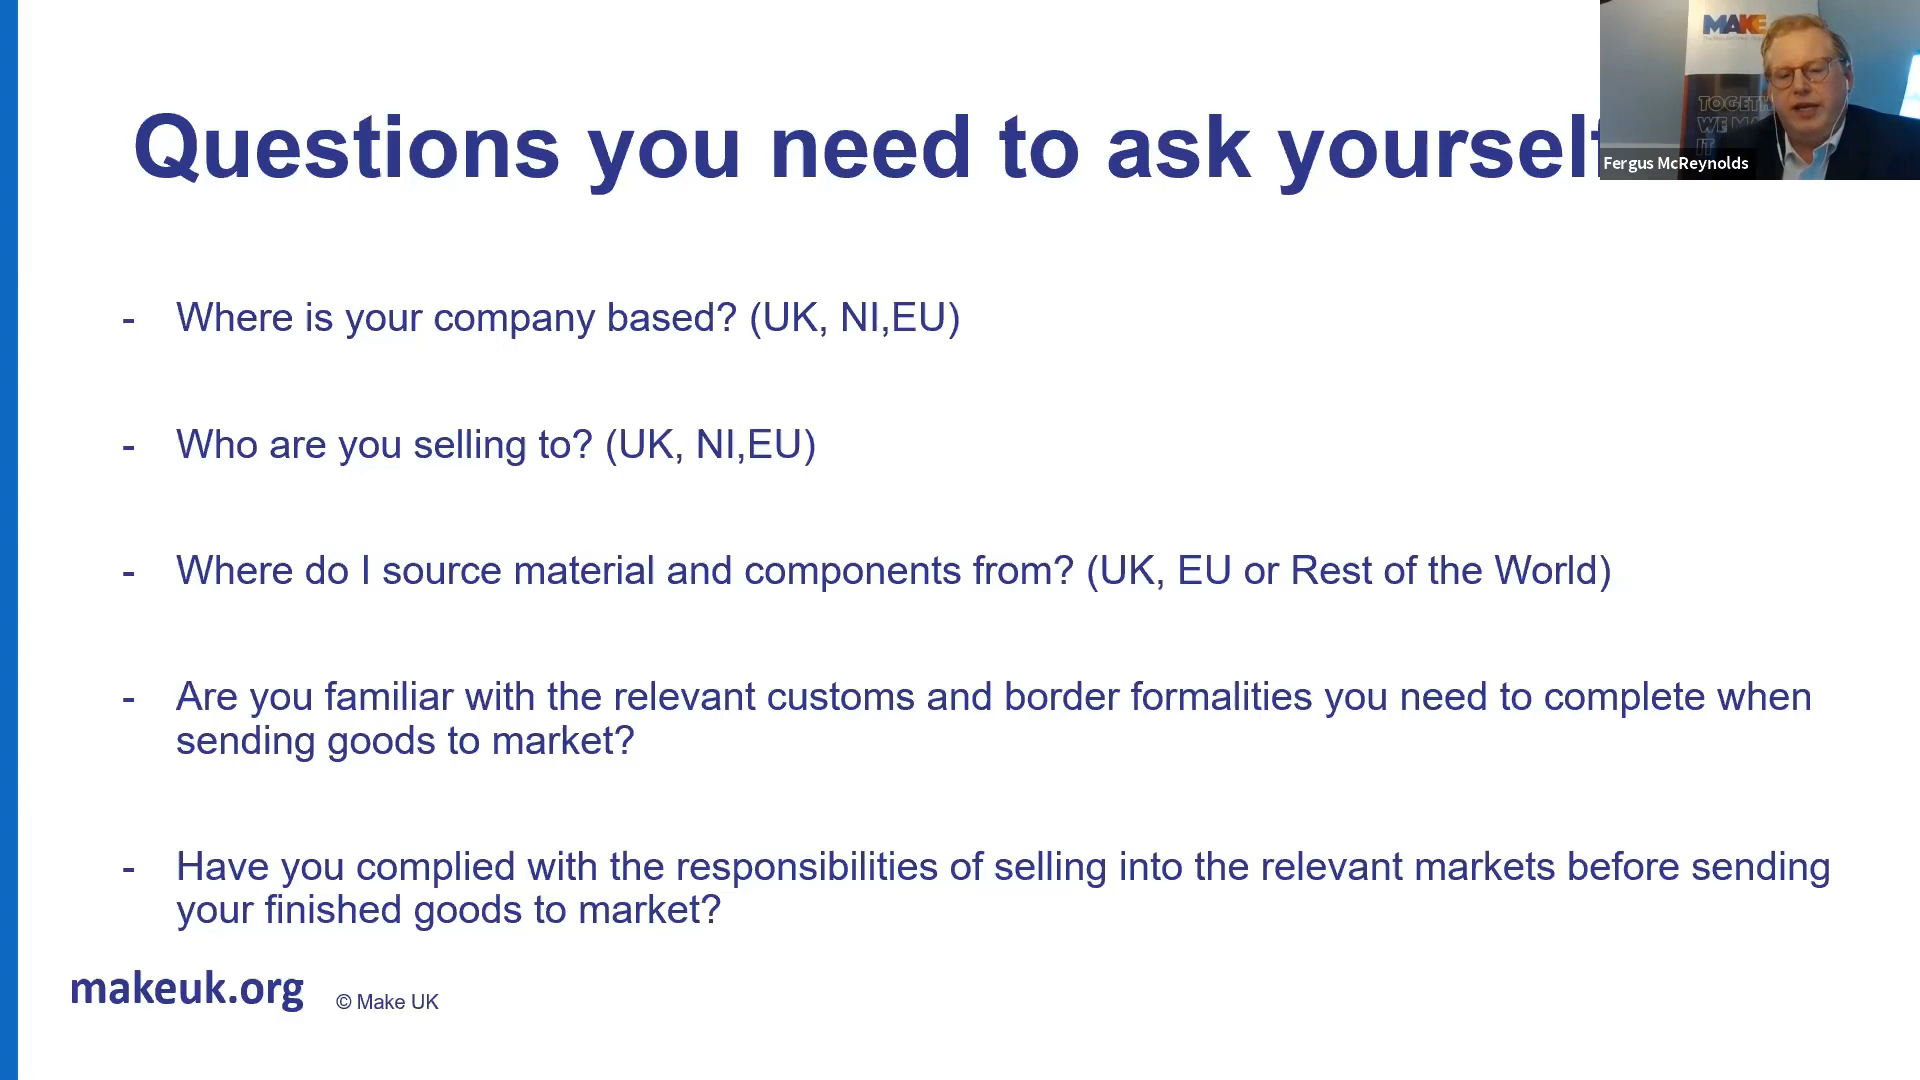 Questions you need to ask yourself
MAKE
TOGETH
WE MA
IT
Fergus McReynolds
- Where is your company based? (UK, NI,EU)
- Who are you selling to? (UK, NI,EU)
- Where do I source material and components from? (UK, EU or Rest of the World)
- Are you familiar with the relevant customs and border formalities you need to complete when
sending goods to market?
- Have you complied with the responsibilities of selling into the relevant markets before sending
your finished goods to market?
makeuk.org
© Make UK